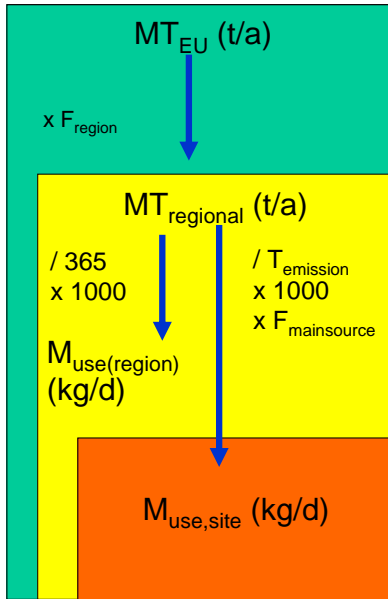 MT_EU (t/a)
x F_region
MT_regional (t/a)
/ 365
x 1000
/ T_emission
x 1000
x F_mainsource
M_use(region)
(kg/d)
M_use,site (kg/d)